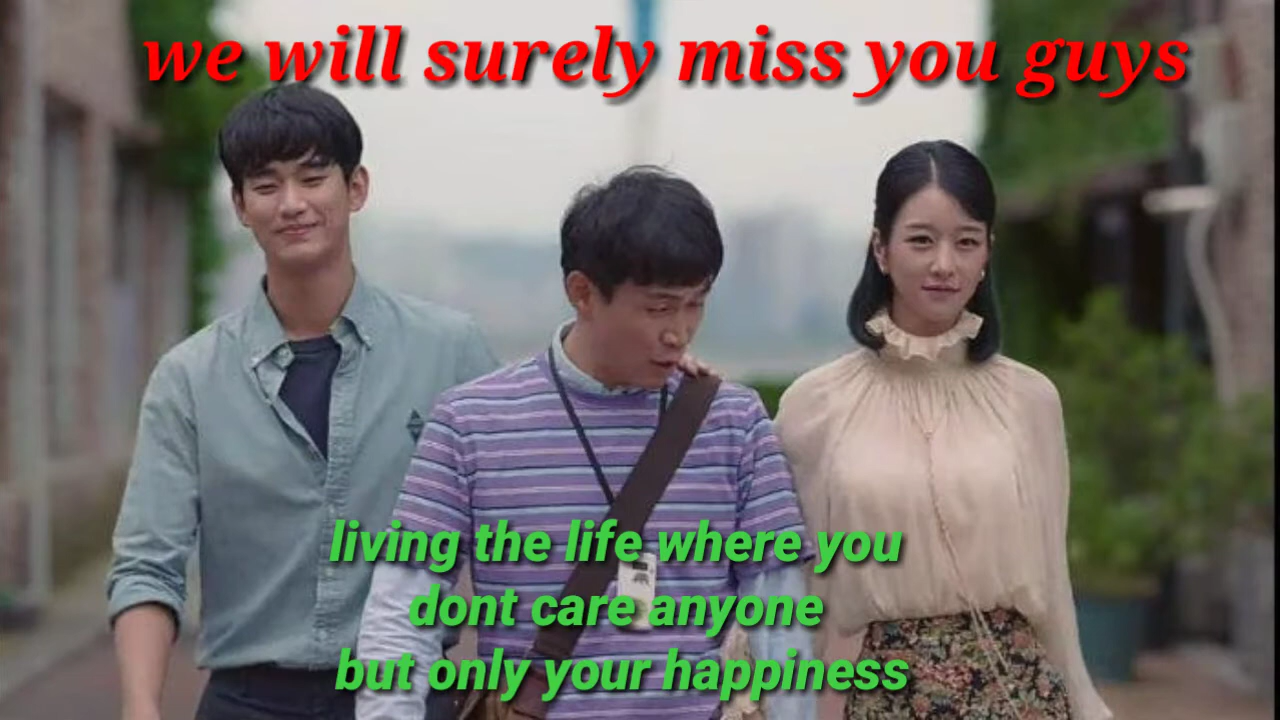 we will surely miss you guys
living the life where you
dont care anyone
but only your happiness